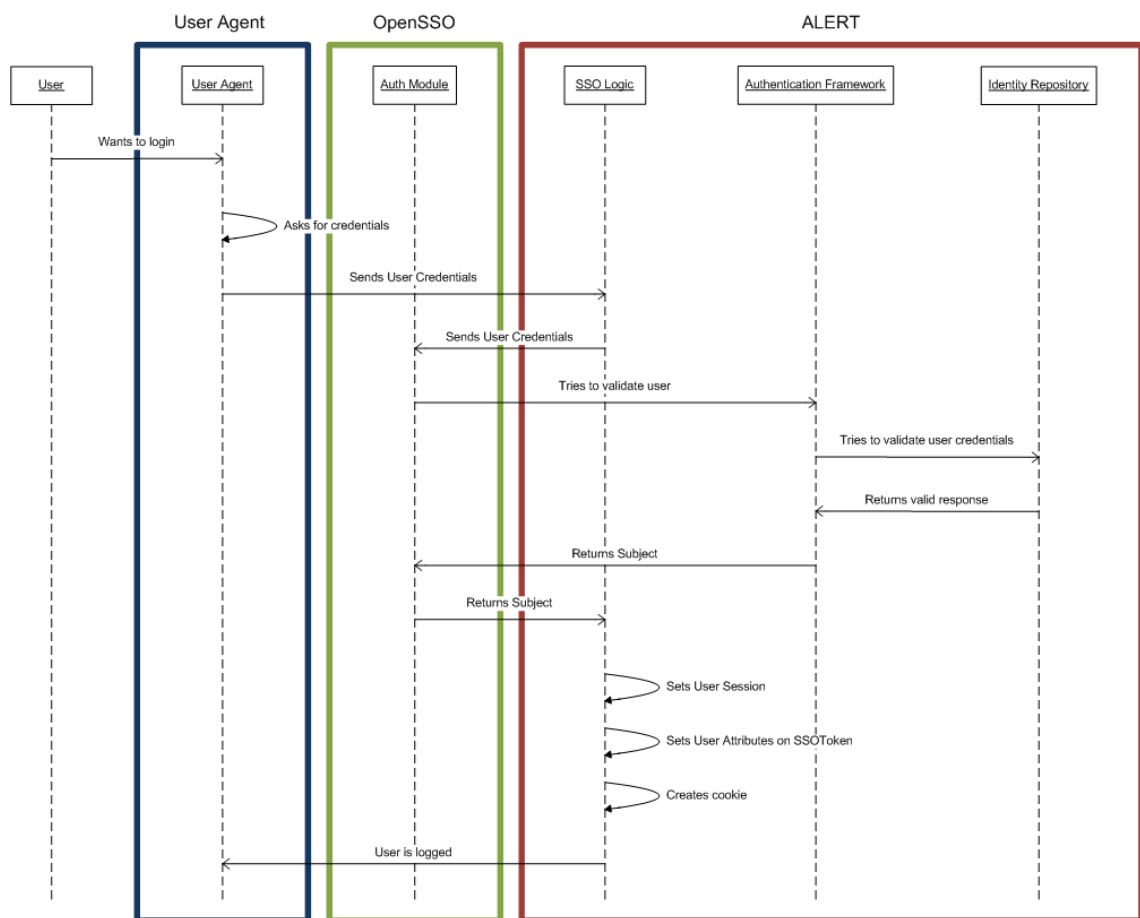 User Agent
OpenSSO
ALERT
User
User Agent
Auth Module
SSO Logic
Authentication Framework
Identity Repository
Wants to login
Asks for credentials
Sends User Credentials
Sends User Credentials
Tries to validate user
Tries to validate user credentials
Returns valid response
Returns Subject
Returns Subject
Sets User Session
Sets User Attributes on SSOToken
Creates cookie
User is logged